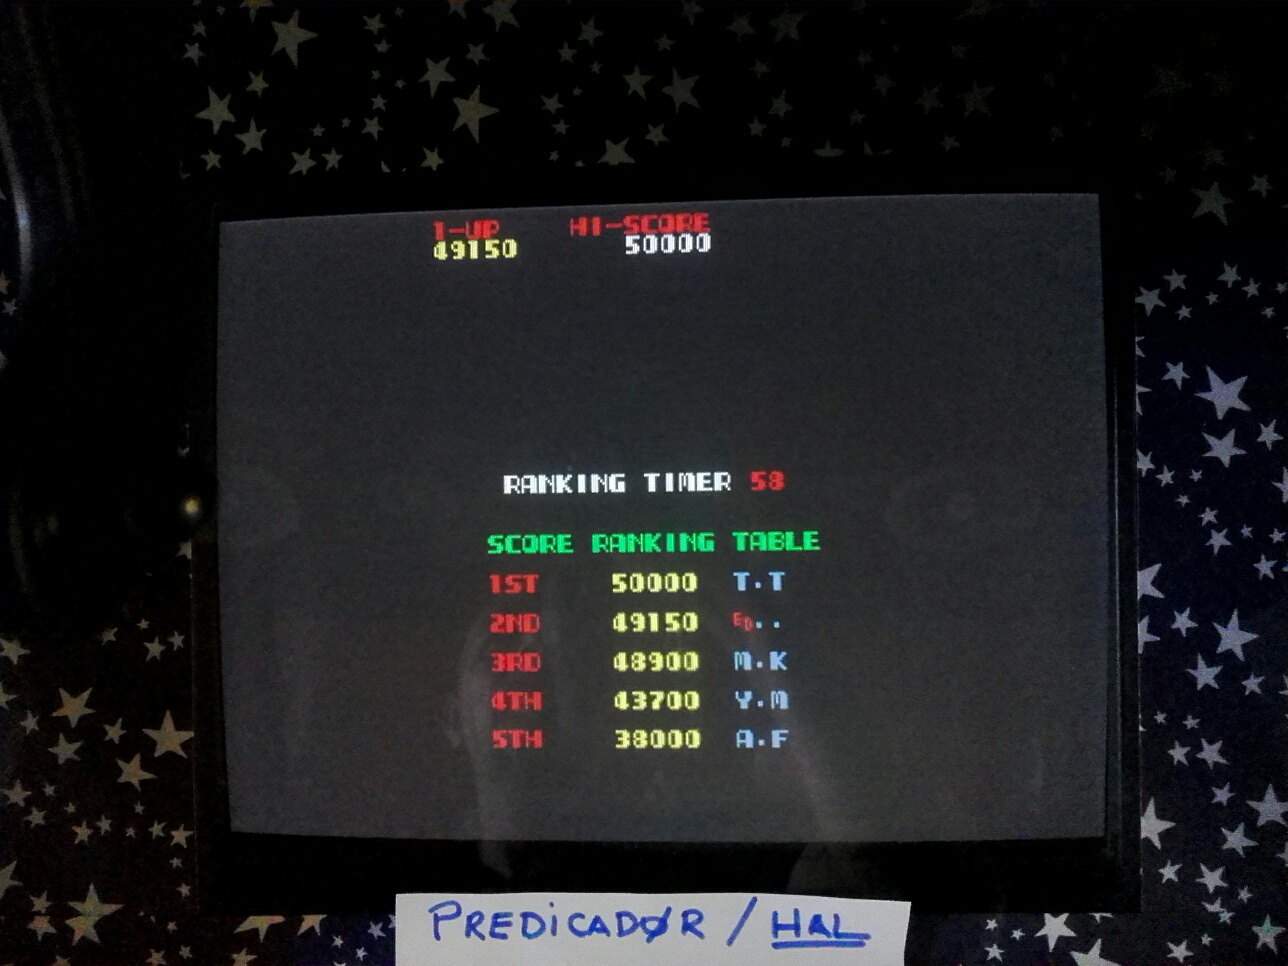 1-UP HI-SCORE
49150 50000
RANKING TIMER 58
SCORE RANKING TABLE
1ST 50000 T.T
2ND 49150 ED..
3RD 48900 M.K
4TH 43700 Y.M
5TH 38000 A.F
PREDICADØR / HAL